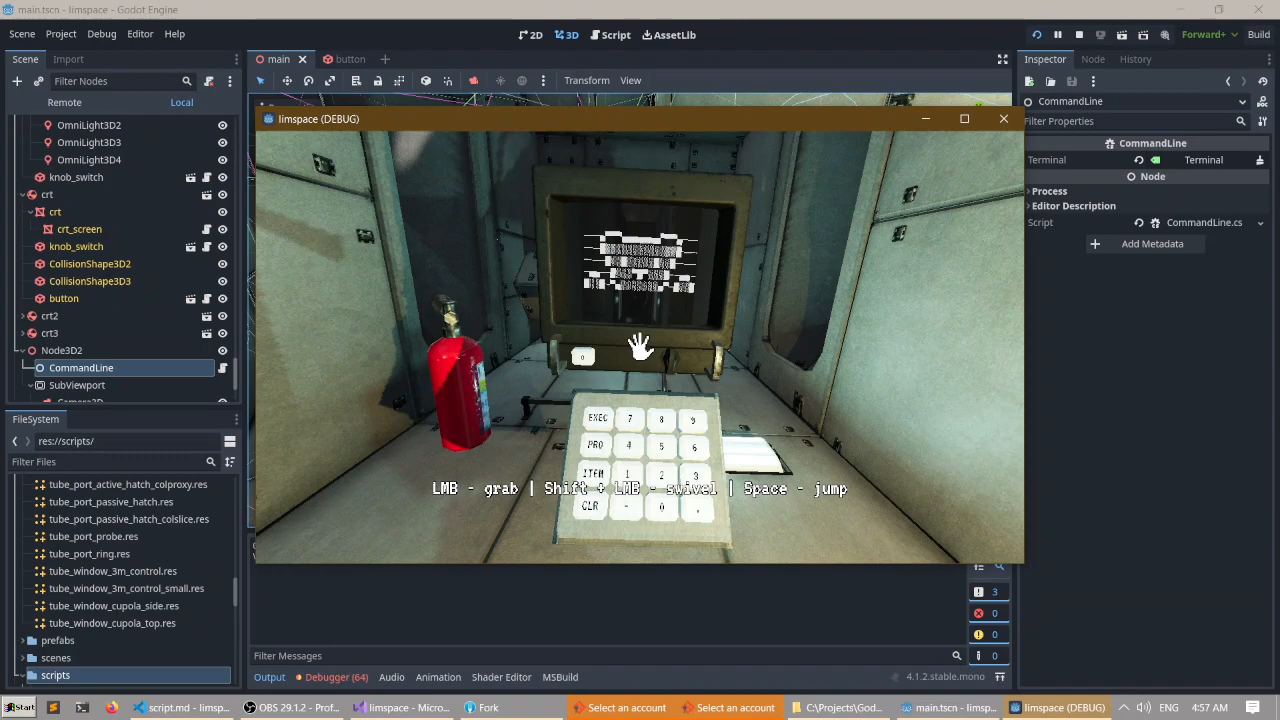 main.tscn - limspace - Godot Engine
Scene Project Debug Editor Help
2D 3D Script AssetLib
Forward+ Build
Scene Import
main button
Inspector Node History
Filter Nodes
Transform View
Remote Local
CommandLine
Filter Properties
OmniLight3D2
OmniLight3D3
OmniLight3D4
knob_switch
crt
crt
crt_screen
knob_switch
CollisionShape3D2
CollisionShape3D3
button
crt2
crt3
Node3D2
CommandLine
SubViewport
Camera3D
limspace (DEBUG)
0
EXEC 7 8 9
PRO 4 5 6
ITEM 1 2 3
LMB - grab | Shift + LMB - swivel | Space - jump
CLR - 0 .
CommandLine
Terminal Terminal
Node
Process
Editor Description
Script CommandLine.cs
Add Metadata
FileSystem
res://scripts/
Filter Files
tube_port_active_hatch_colproxy.res
tube_port_passive_hatch.res
tube_port_passive_hatch_colslice.res
tube_port_probe.res
tube_port_ring.res
tube_window_3m_control.res
tube_window_3m_control_small.res
tube_window_cupola_side.res
tube_window_cupola_top.res
prefabs
scenes
scripts
3
0
0
0
Filter Messages
Output Debugger (64) Audio Animation Shader Editor MSBuild
4.1.2.stable.mono
Start script.md - limsp... OBS 29.1.2 - Prof... limspace - Micro... Fork Select an account Select an account C:\Projects\God... main.tscn - limsp... limspace (DEBUG) ENG 4:57 AM